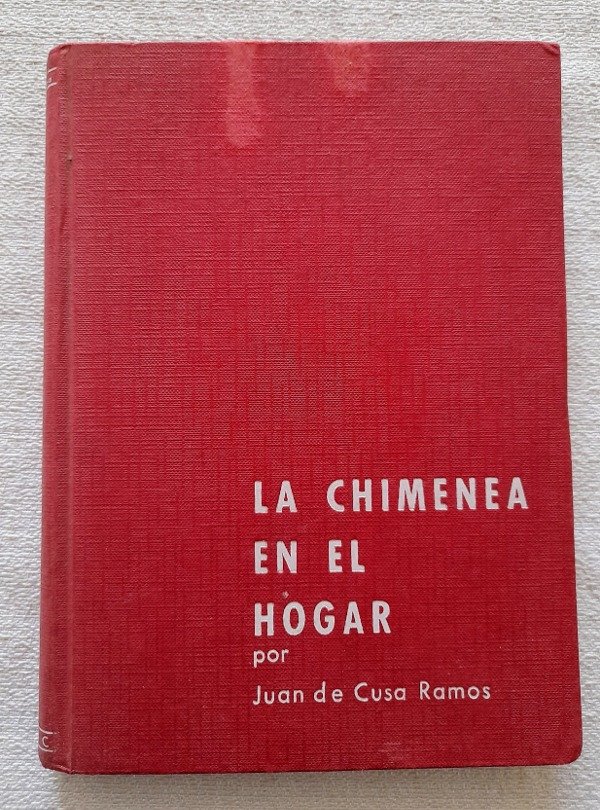 LA CHIMENEA
EN EL
HOGAR
por
Juan de Cusa Ramos
C